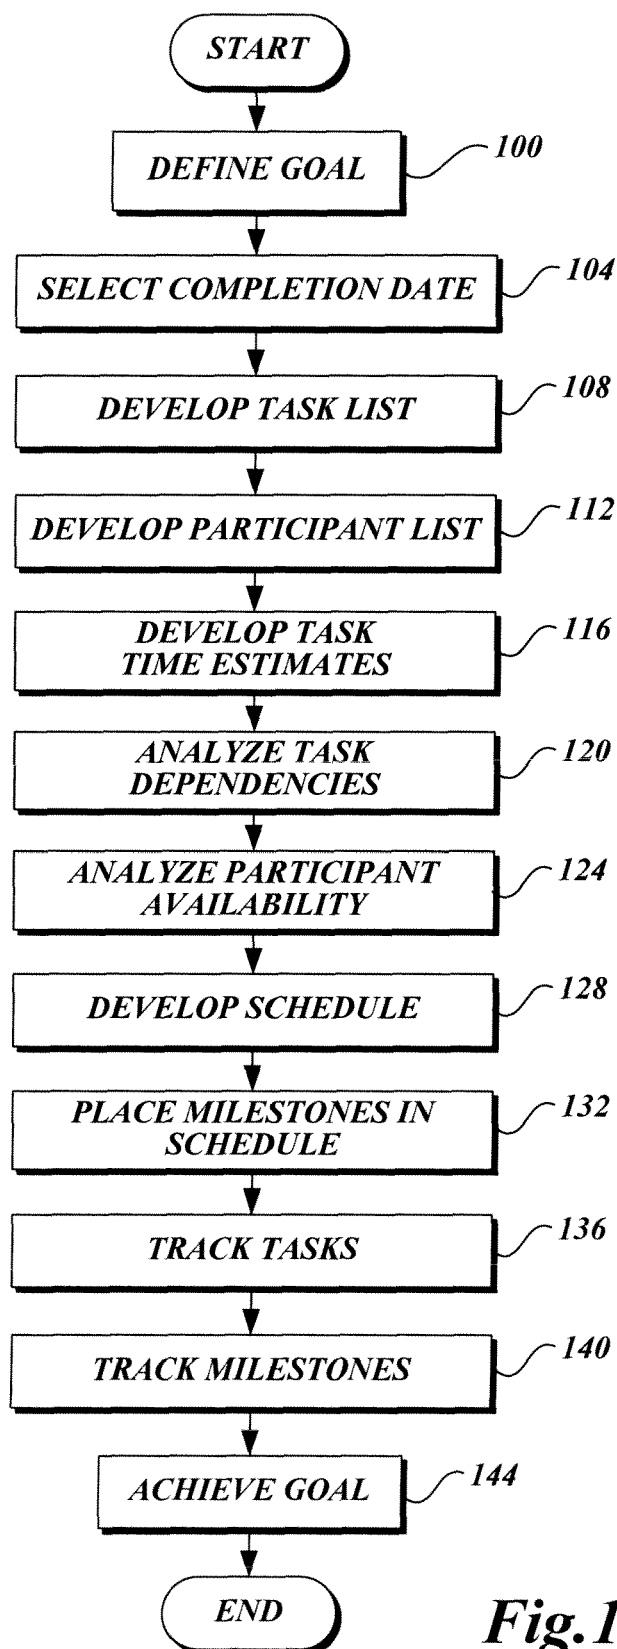 START
DEFINE GOAL
100
SELECT COMPLETION DATE
104
DEVELOP TASK LIST
108
DEVELOP PARTICIPANT LIST
112
DEVELOP TASK
TIME ESTIMATES
116
ANALYZE TASK
DEPENDENCIES
120
ANALYZE PARTICIPANT
AVAILABILITY
124
DEVELOP SCHEDULE
128
PLACE MILESTONES IN
SCHEDULE
132
TRACK TASKS
136
TRACK MILESTONES
140
ACHIEVE GOAL
144
END
Fig.1